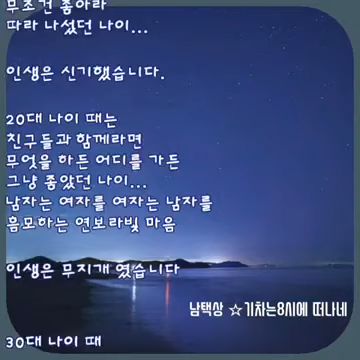 무조건 좋아라
따라 나섰던 나이...
인생은 신기했습니다.
20대 나이 때는
친구들과 함께라면
무엇을 하든 어디를 가든
그냥 좋았던 나이...
남자는 여자를 여자는 남자를
흠모하는 연보라빛 마음
인생은 무지개 였습니다
남택상 ☆기차는8시에 떠나네
30대 나이 때